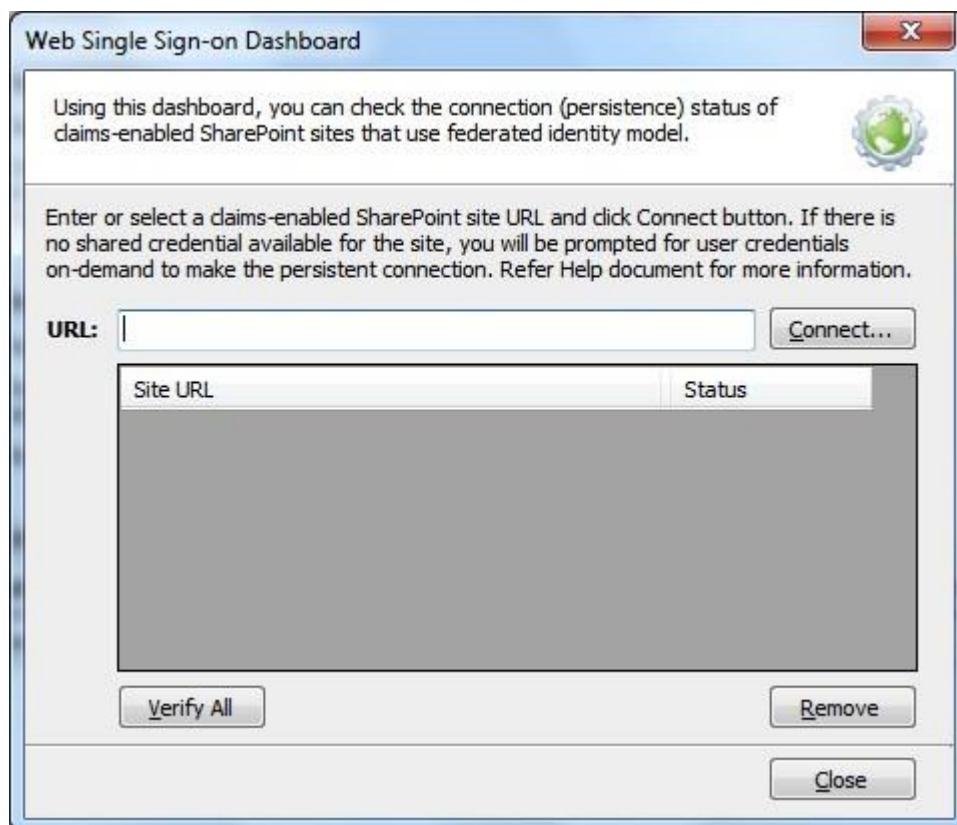 Web Single Sign-on Dashboard
Using this dashboard, you can check the connection (persistence) status of
claims-enabled SharePoint sites that use federated identity model.
Enter or select a claims-enabled SharePoint site URL and click Connect button. If there is
no shared credential available for the site, you will be prompted for user credentials
on-demand to make the persistent connection. Refer Help document for more information.
URL:
Connect...
Site URL Status
Verify All Remove
Close